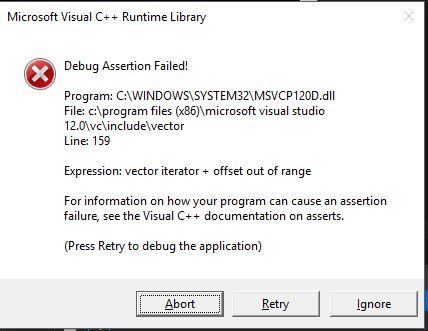 Microsoft Visual C++ Runtime Library
Debug Assertion Failed!
Program: C:\WINDOWS\SYSTEM32\MSVCP120D.dll
File: c:\program files (x86)\microsoft visual studio
12.0\vc\include\vector
Line: 159
Expression: vector iterator + offset out of range
For information on how your program can cause an assertion
failure, see the Visual C++ documentation on asserts.
(Press Retry to debug the application)
Abort Retry Ignore